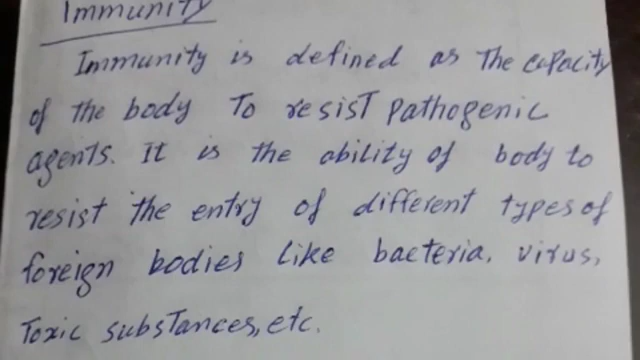 Immunity
Immunity is defined as The capacity
of The body To resist pathogenic
agents. It is the ability of body to
resist the entry of different types of
foreign bodies like bacteria, virus,
Toxic substances, etc.